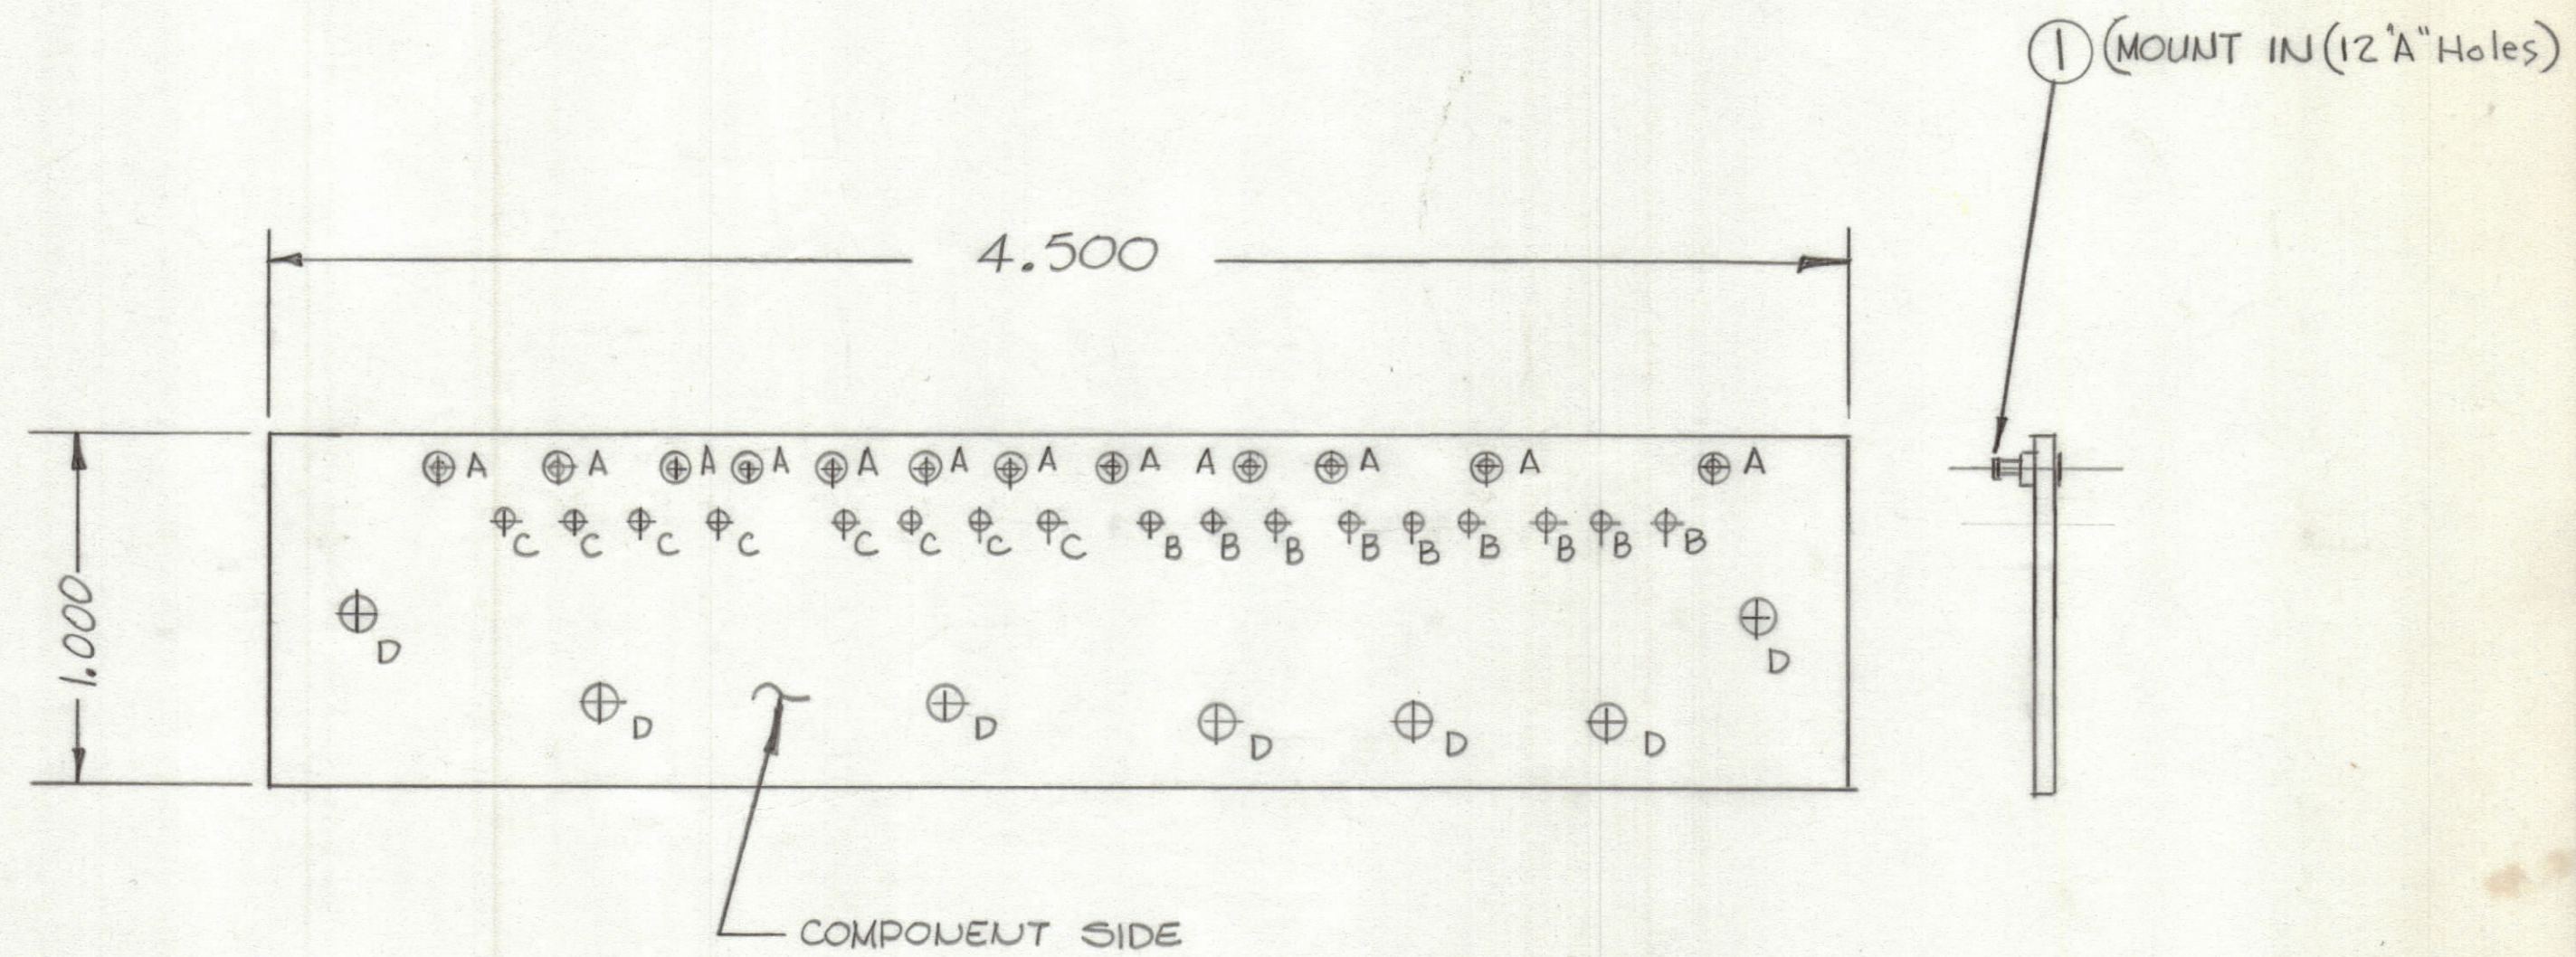 1 (MOUNT IN (12 "A" Holes)
4.500
A A A A A A A A A A A A
C C C C C C C C B B B B B B B B B
1.000
D D
D D D D D
COMPONENT SIDE